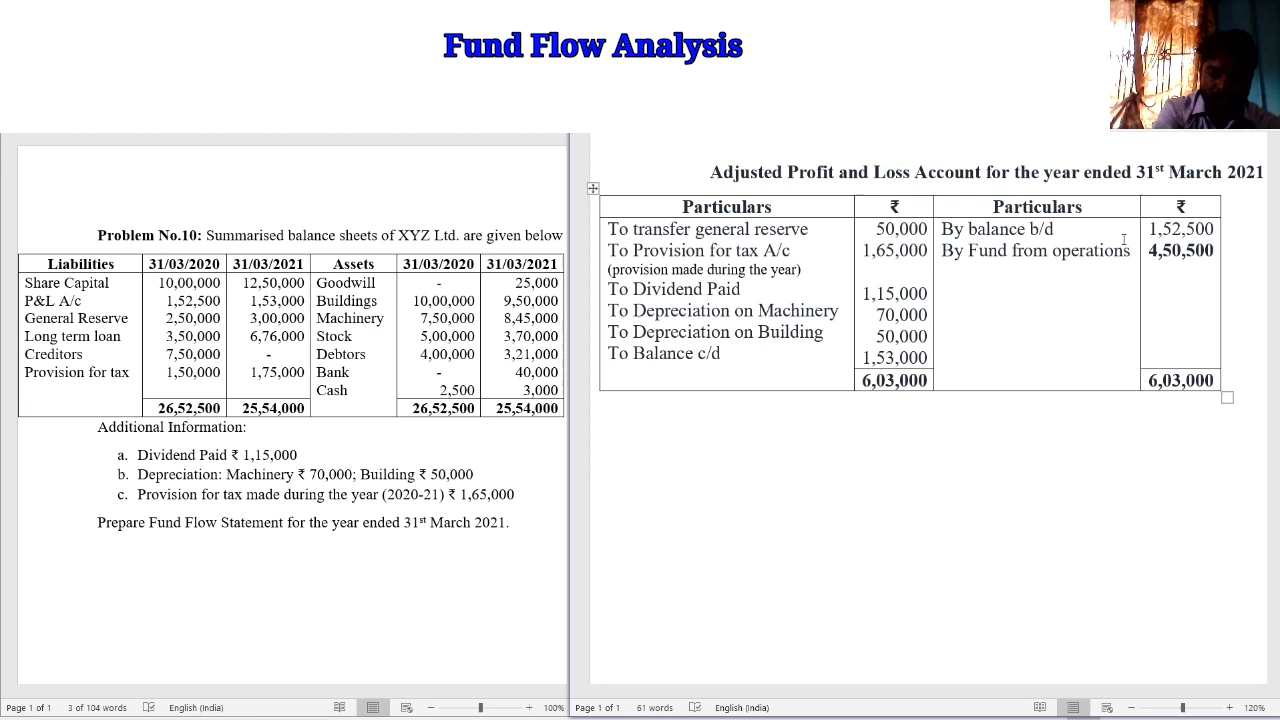 Fund Flow Analysis
Problem No.10: Summarised balance sheets of XYZ Ltd. are given below
Liabilities 31/03/2020 31/03/2021 Assets 31/03/2020 31/03/2021
Share Capital 10,00,000 12,50,000 Goodwill - 25,000
P&L A/c 1,52,500 1,53,000 Buildings 10,00,000 9,50,000
General Reserve 2,50,000 3,00,000 Machinery 7,50,000 8,45,000
Long term loan 3,50,000 6,76,000 Stock 5,00,000 3,70,000
Creditors 7,50,000 - Debtors 4,00,000 3,21,000
Provision for tax 1,50,000 1,75,000 Bank - 40,000
Cash 2,500 3,000
26,52,500 25,54,000 26,52,500 25,54,000
Additional Information:
a. Dividend Paid ₹ 1,15,000
b. Depreciation: Machinery ₹ 70,000; Building ₹ 50,000
c. Provision for tax made during the year (2020-21) ₹ 1,65,000
Prepare Fund Flow Statement for the year ended 31st March 2021.
Page 1 of 1 3 of 104 words English (India) 100%
Adjusted Profit and Loss Account for the year ended 31st March 2021
Particulars ₹ Particulars ₹
To transfer general reserve 50,000 By balance b/d 1,52,500
To Provision for tax A/c 1,65,000 By Fund from operations 4,50,500
(provision made during the year)
To Dividend Paid 1,15,000
To Depreciation on Machinery 70,000
To Depreciation on Building 50,000
To Balance c/d 1,53,000
6,03,000 6,03,000
Page 1 of 1 61 words English (India) 120%